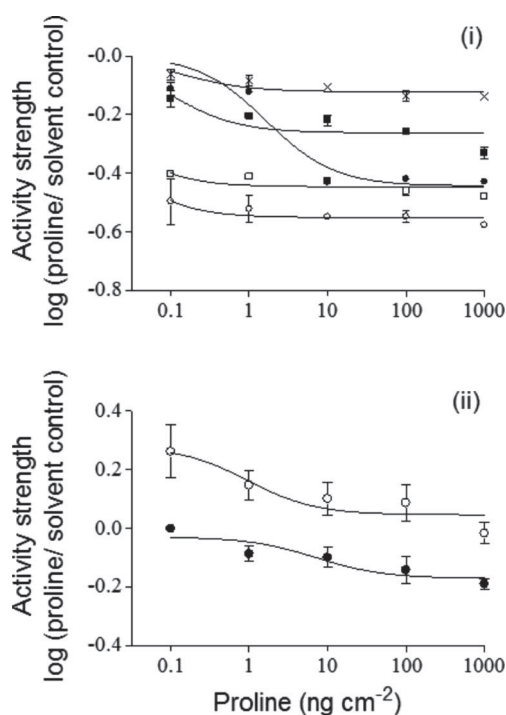 (i)
Activity strength
log (proline/ solvent control)
-0.0
-0.2
-0.4
-0.6
-0.8
0.1 1 10 100 1000
(ii)
Activity strength
log (proline/ solvent control)
0.4
0.2
0.0
-0.2
-0.4
0.1 1 10 100 1000
Proline (ng cm⁻²)